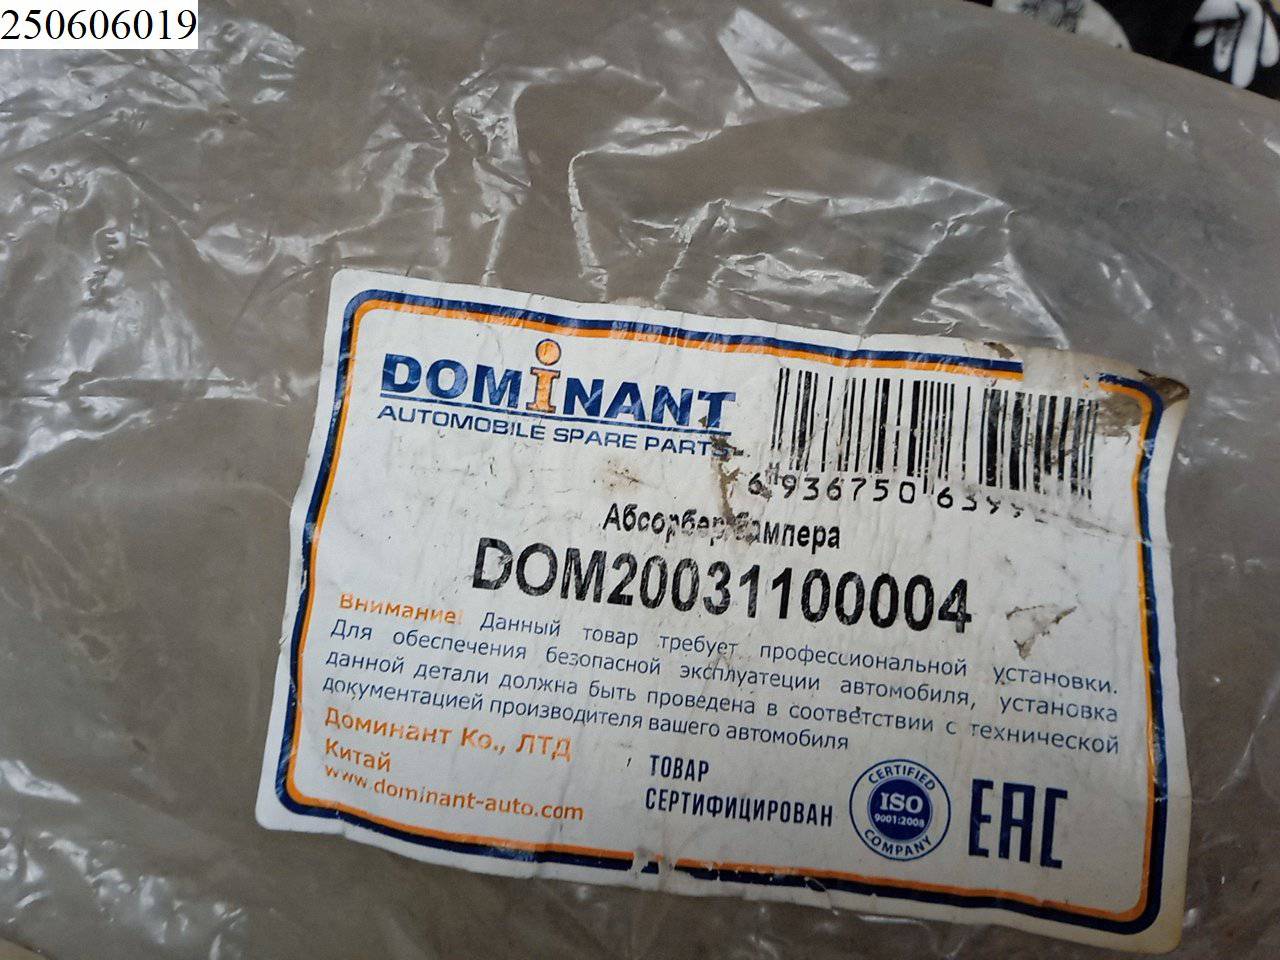 250606019
DOMiNANT
AUTOMOBILE SPARE PARTS
6 936750
Абсорбер бампера
DOM20031100004
Внимание! Данный товар требует профессиональной установки.
Для обеспечения безопасной эксплуатеции автомобиля, установка
данной детали должна быть проведена в соответствии с технической
документацией производителя вашего автомобиля
Доминант Ко., ЛТД
Китай
www.dominant-auto.com
ТОВАР
СЕРТИФИЦИРОВАН
CERTIFIED
ISO
9001:2008
COMPANY
EAC